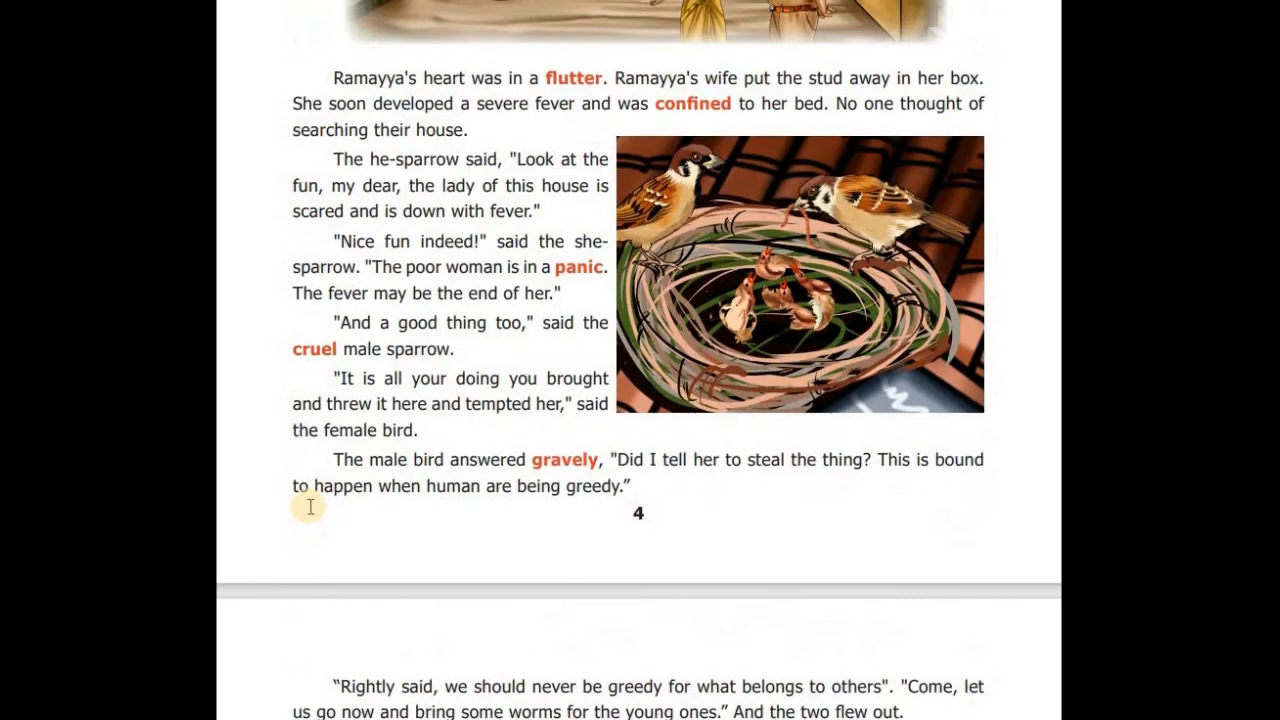 Ramayya's heart was in a flutter. Ramayya's wife put the stud away in her box.
She soon developed a severe fever and was confined to her bed. No one thought of
searching their house.
The he-sparrow said, "Look at the
fun, my dear, the lady of this house is
scared and is down with fever."
"Nice fun indeed!" said the she-
sparrow. "The poor woman is in a panic.
The fever may be the end of her."
"And a good thing too," said the
cruel male sparrow.
"It is all your doing you brought
and threw it here and tempted her," said
the female bird.
The male bird answered gravely, "Did I tell her to steal the thing? This is bound
to happen when human are being greedy.”
4
“Rightly said, we should never be greedy for what belongs to others". "Come, let
us go now and bring some worms for the young ones.” And the two flew out.